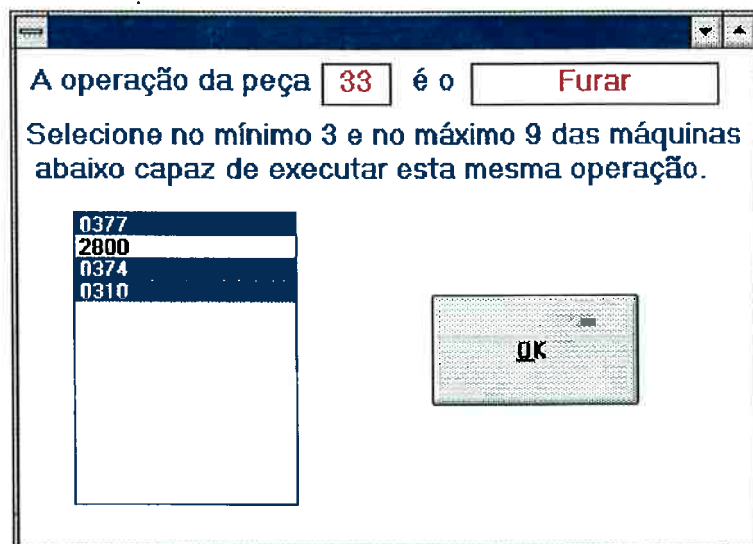 A operação da peça 33 é o Furar
Selecione no mínimo 3 e no máximo 9 das máquinas
abaixo capaz de executar esta mesma operação.
0377
2800
0374
0310
OK